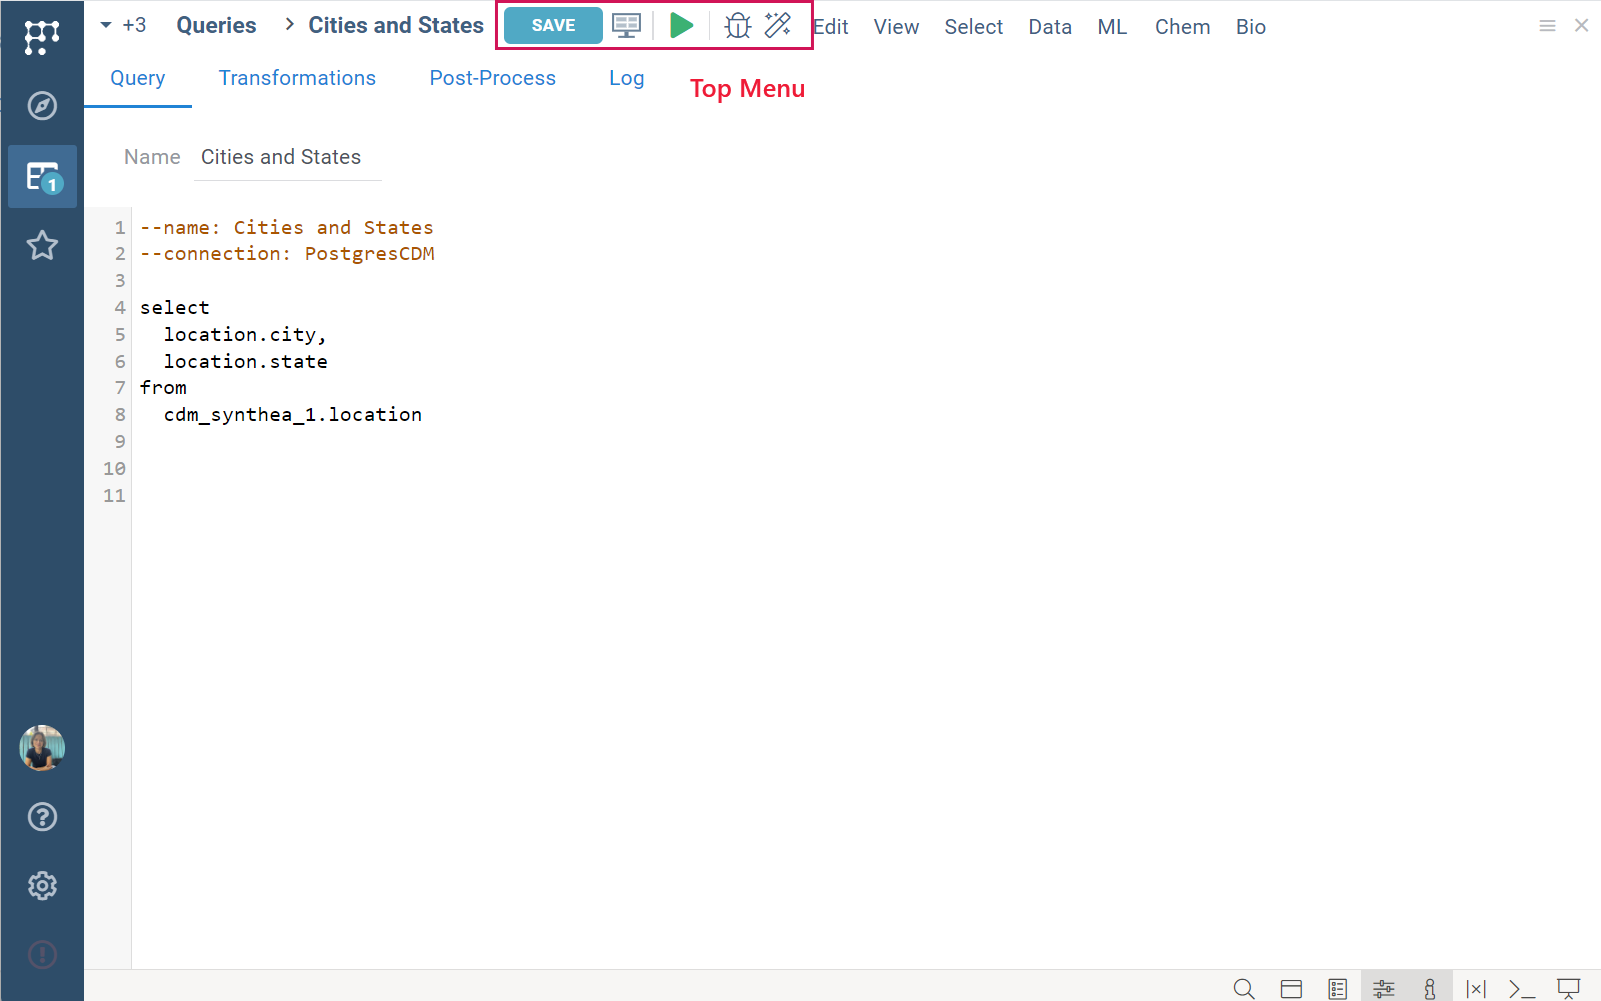 +3 Queries > Cities and States SAVE Edit View Select Data ML Chem Bio
Query Transformations Post-Process Log Top Menu
Name Cities and States
1 --name: Cities and States
2 --connection: PostgresCDM
3
4 select
5 location.city,
6 location.state
7 from
8 cdm_synthea_1.location
9
10
11
1